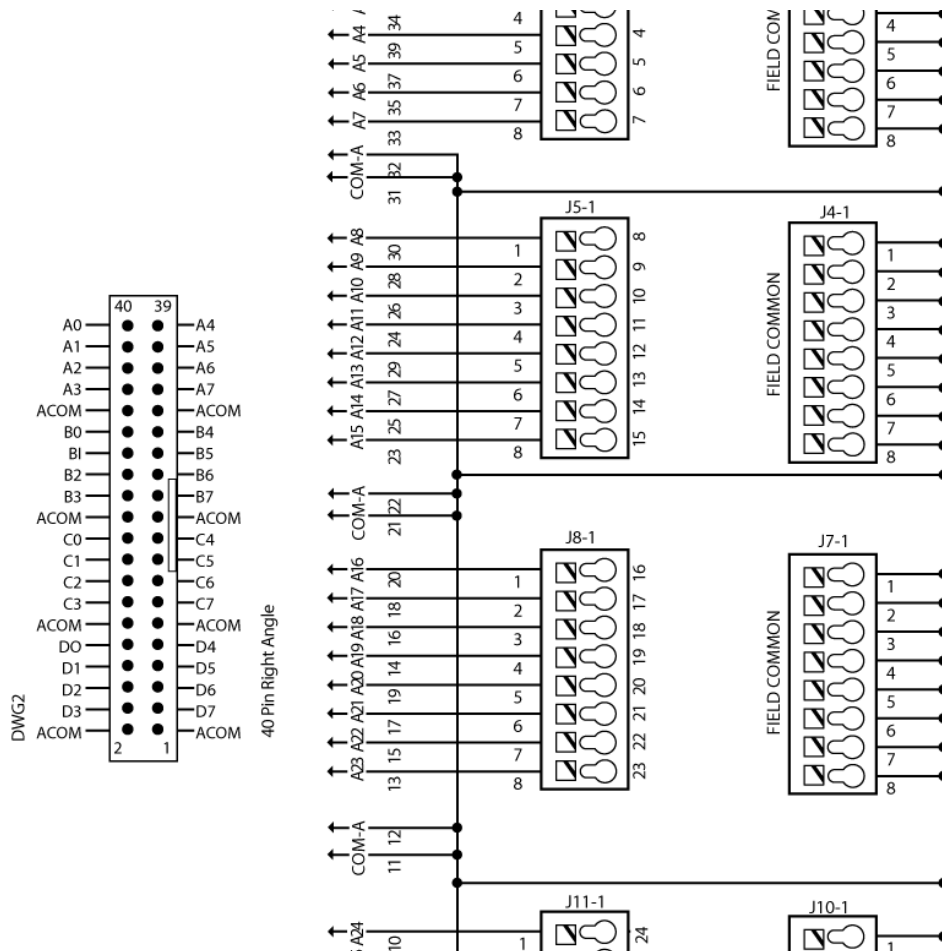 40 39
A0 A4
A1 A5
A2 A6
A3 A7
ACOM ACOM
B0 B4
BI B5
B2 B6
B3 B7
ACOM ACOM
C0 C4
C1 C5
C2 C6
C3 C7
ACOM ACOM
DO D4
D1 D5
D2 D6
D3 D7
ACOM ACOM
2 1
DWG2
40 Pin Right Angle
34 4
A4 39 5 4
A5 37 6 5
A6 35 7 6
A7 33 8 7
COM-A 32
31
FIELD COM
4
5
6
7
8
J5-1
A8 30 1 8
A9 28 2 9
A10 26 3 10
A11 24 4 11
A12 29 5 12
A13 27 6 13
A14 25 7 14
A15 23 8 15
COM-A 22
21
J4-1
FIELD COMMON
1
2
3
4
5
6
7
8
J8-1
A16 20 1 16
A17 18 2 17
A18 16 3 18
A19 14 4 19
A20 19 5 20
A21 17 6 21
A22 15 7 22
A23 13 8 23
COM-A 12
11
J7-1
FIELD COMMON
1
2
3
4
5
6
7
8
J11-1
A24 10 1 24
J10-1
1